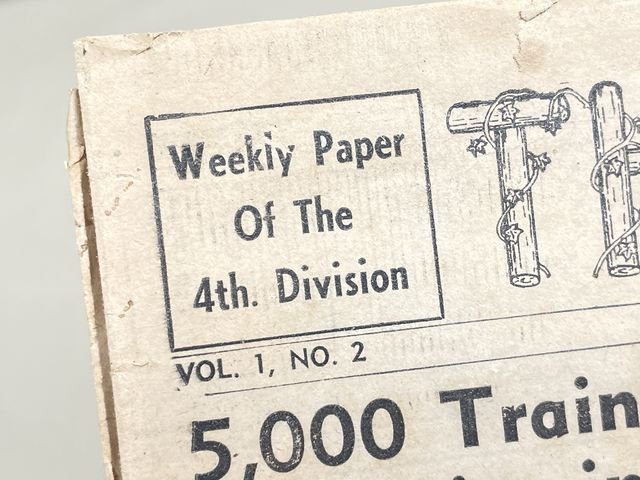 Weekly Paper
Of The
4th. Division
VOL. 1, NO. 2
5,000 Train